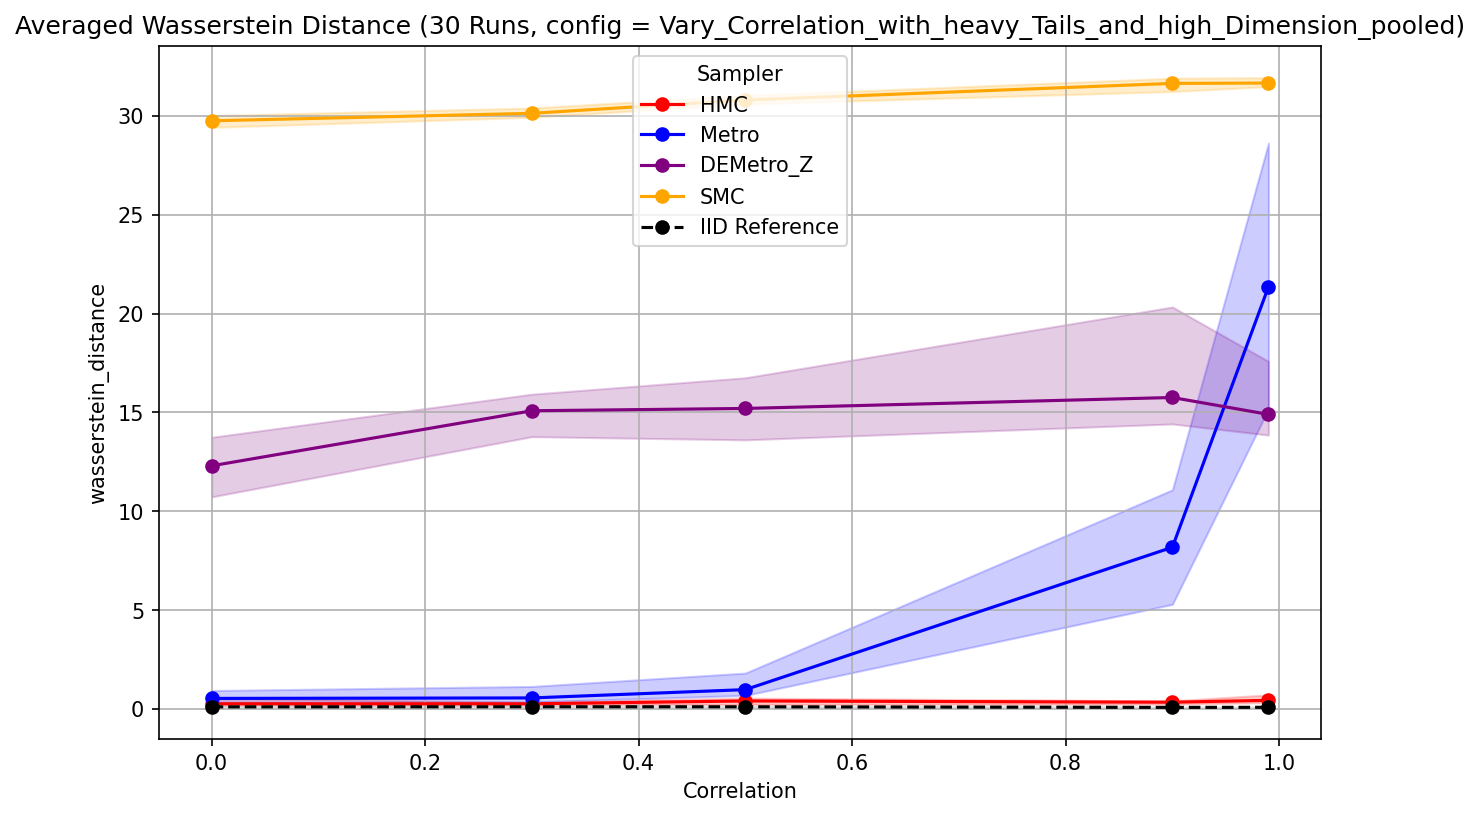 Averaged Wasserstein Distance (30 Runs, config = Vary_Correlation_with_heavy_Tails_and_high_Dimension_pooled)
Sampler
HMC
Metro
DEMetro_Z
SMC
IID Reference
wasserstein_distance
30
25
20
15
10
5
0
0.0
0.2
0.4
0.6
0.8
1.0
Correlation